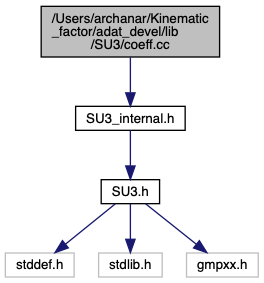 /Users/archanar/Kinematic
_factor/adat_devel/lib
/SU3/coeff.cc
SU3_internal.h
SU3.h
stddef.h
stdlib.h
gmpxx.h